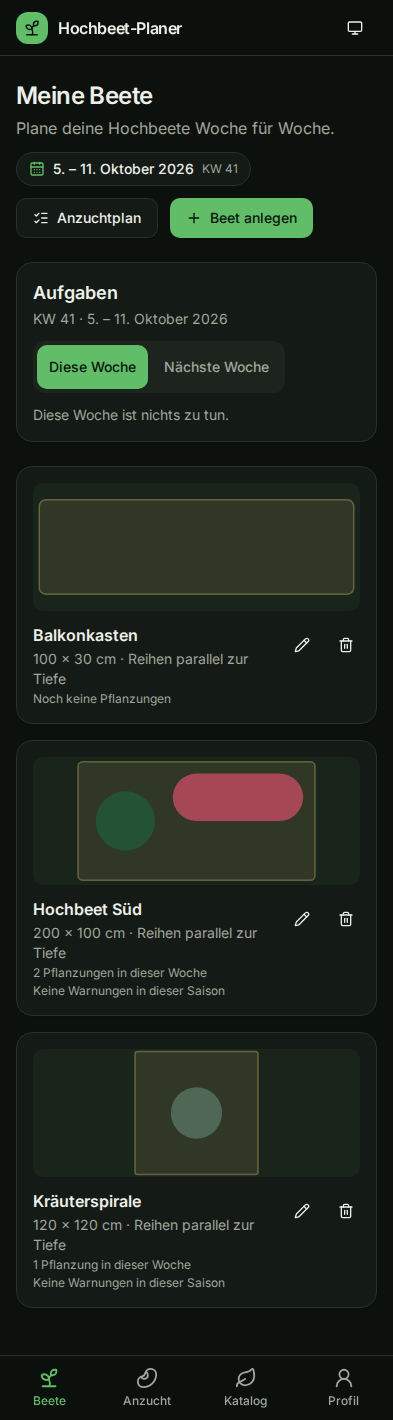 Hochbeet-Planer
Meine Beete
Plane deine Hochbeete Woche für Woche.
5. – 11. Oktober 2026 KW 41
Anzuchtplan
Beet anlegen
Aufgaben
KW 41 · 5. – 11. Oktober 2026
Diese Woche
Nächste Woche
Diese Woche ist nichts zu tun.
Balkonkasten
100 × 30 cm · Reihen parallel zur
Tiefe
Noch keine Pflanzungen
Hochbeet Süd
200 × 100 cm · Reihen parallel zur
Tiefe
2 Pflanzungen in dieser Woche
Keine Warnungen in dieser Saison
Kräuterspirale
120 × 120 cm · Reihen parallel zur
Tiefe
1 Pflanzung in dieser Woche
Keine Warnungen in dieser Saison
Beete
Anzucht
Katalog
Profil